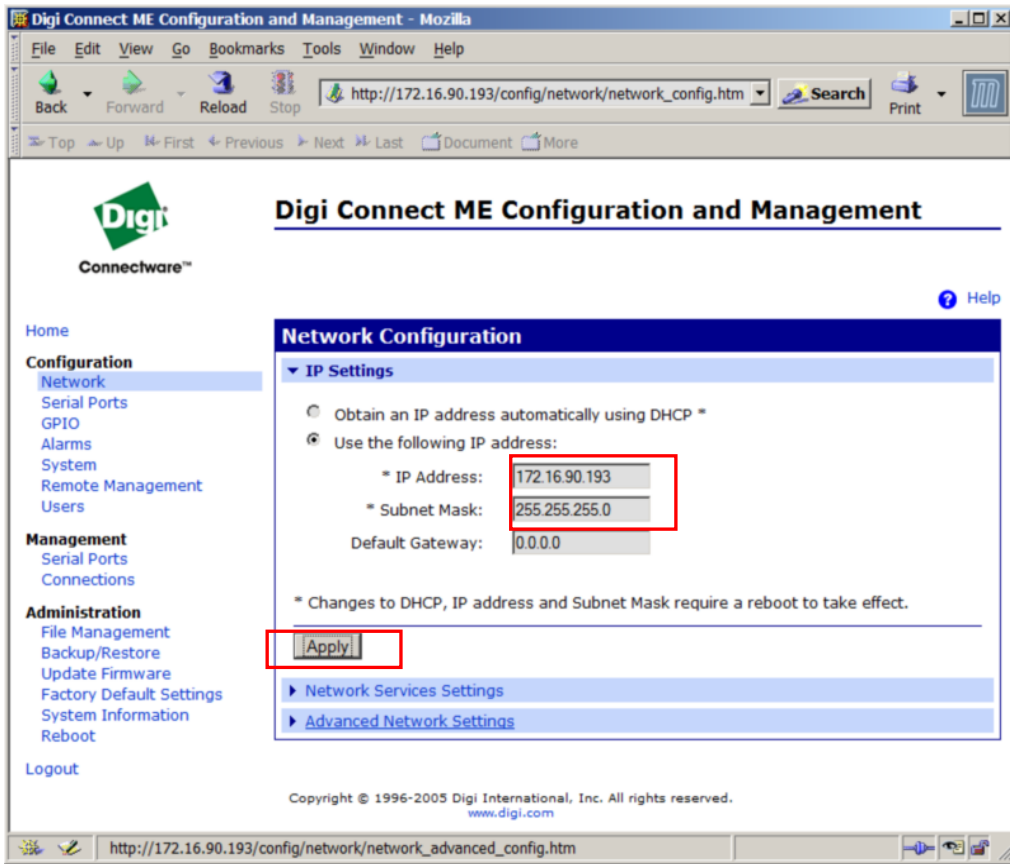 Digi Connect ME Configuration and Management - Mozilla
File Edit View Go Bookmarks Tools Window Help
Back Forward Reload Stop http://172.16.90.193/config/network/network_config.htm Search Print
Top Up First Previous Next Last Document More
Digi
Connectware™
Digi Connect ME Configuration and Management
? Help
Home
Configuration
Network
Serial Ports
GPIO
Alarms
System
Remote Management
Users
Management
Serial Ports
Connections
Administration
File Management
Backup/Restore
Update Firmware
Factory Default Settings
System Information
Reboot
Logout
Network Configuration
IP Settings
Obtain an IP address automatically using DHCP *
Use the following IP address:
* IP Address: 172.16.90.193
* Subnet Mask: 255.255.255.0
Default Gateway: 0.0.0.0
* Changes to DHCP, IP address and Subnet Mask require a reboot to take effect.
Apply
Network Services Settings
Advanced Network Settings
Copyright © 1996-2005 Digi International, Inc. All rights reserved.
www.digi.com
http://172.16.90.193/config/network/network_advanced_config.htm